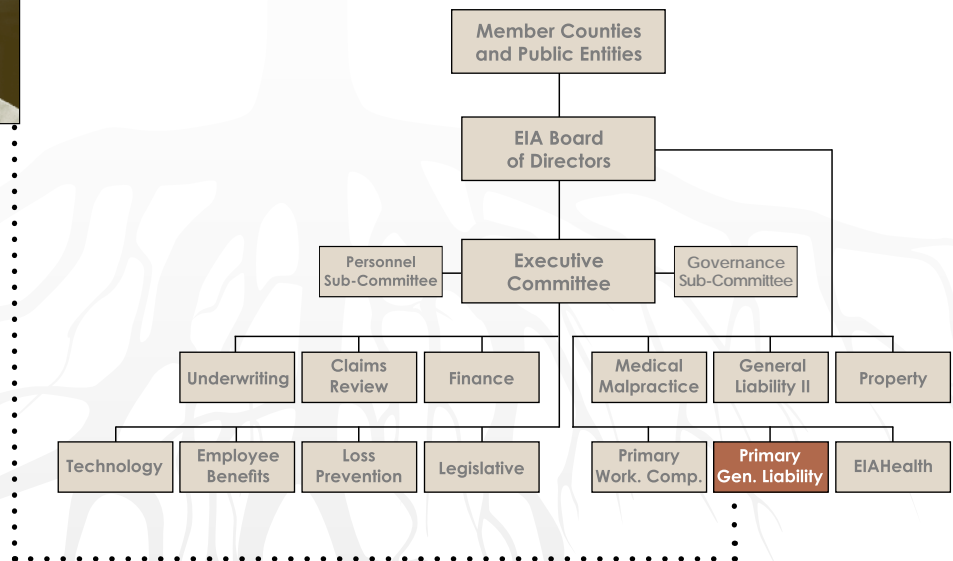 Member Counties
and Public Entities
EIA Board
of Directors
Personnel
Sub-Committee
Executive
Committee
Governance
Sub-Committee
Underwriting
Claims
Review
Finance
Medical
Malpractice
General
Liability II
Property
Technology
Employee
Benefits
Loss
Prevention
Legislative
Primary
Work. Comp.
Primary
Gen. Liability
EIAHealth